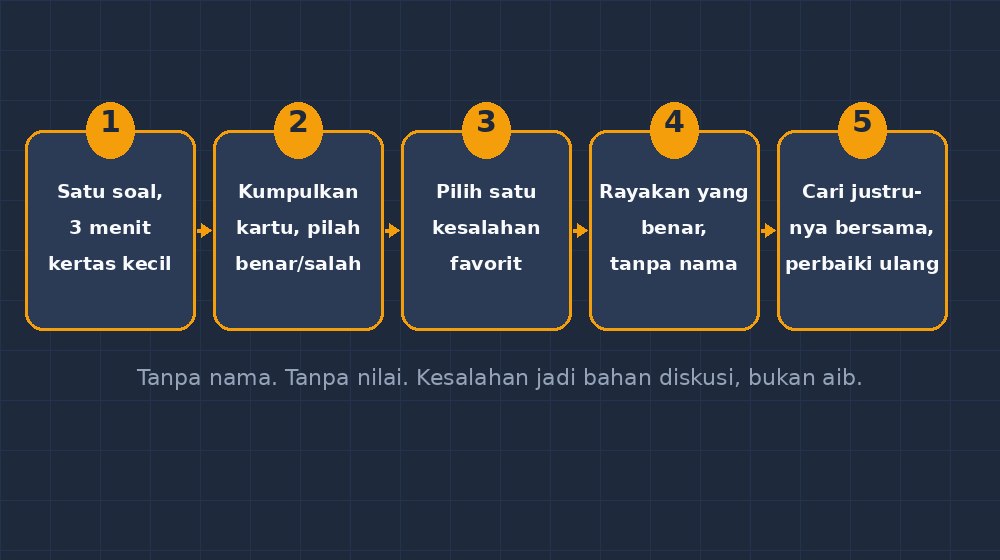 1
Satu soal,
3 menit
kertas kecil
2
Kumpulkan
kartu, pilah
benar/salah
3
Pilih satu
kesalahan
favorit
4
Rayakan yang
benar,
tanpa nama
5
Cari justru-
nya bersama,
perbaiki ulang
Tanpa nama. Tanpa nilai. Kesalahan jadi bahan diskusi, bukan aib.